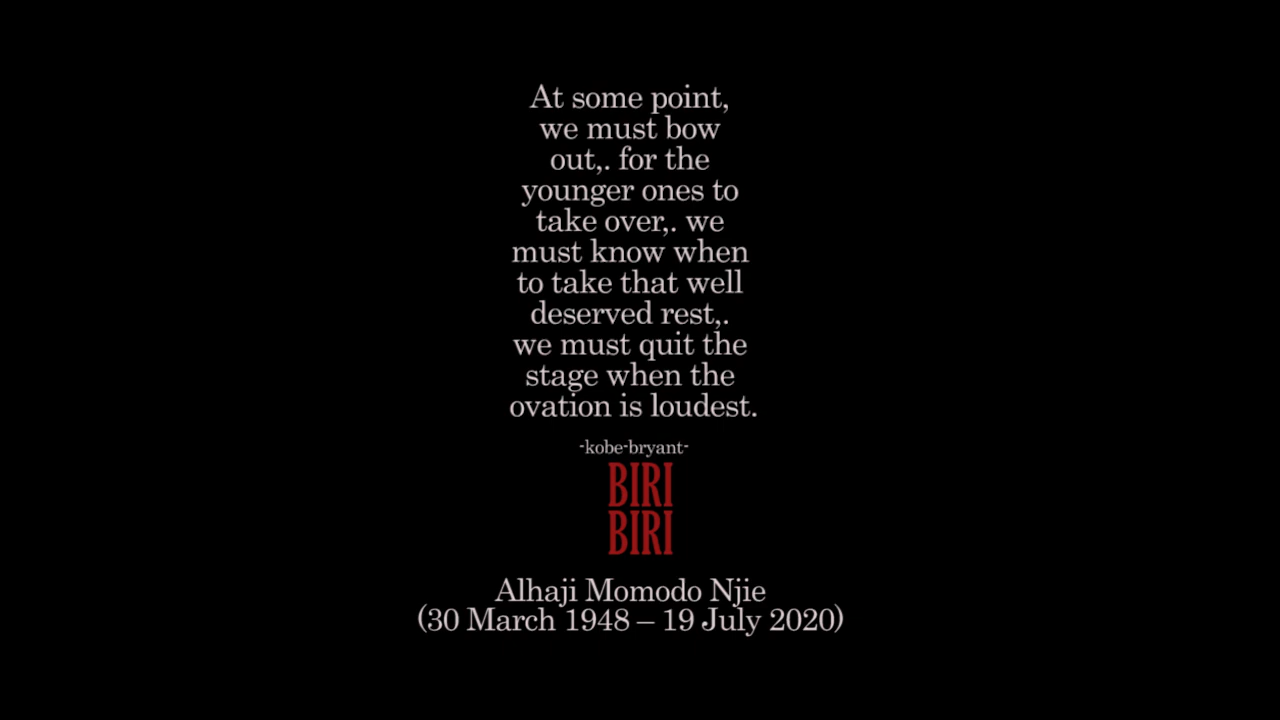 At some point,
we must bow
out,. for the
younger ones to
take over,. we
must know when
to take that well
deserved rest,.
we must quit the
stage when the
ovation is loudest.
-kobe-bryant-
BIRI
BIRI
Alhaji Momodo Njie
(30 March 1948 – 19 July 2020)